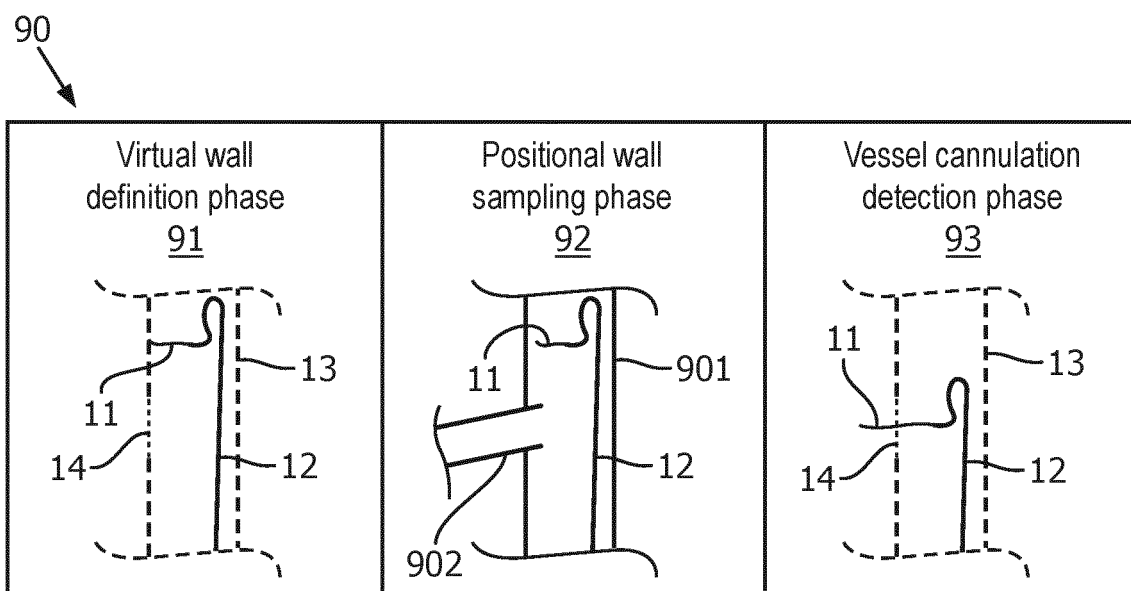 90
Virtual wall
definition phase
91
11
13
14
12
Positional wall
sampling phase
92
11
901
12
902
Vessel cannulation
detection phase
93
11
13
14
12